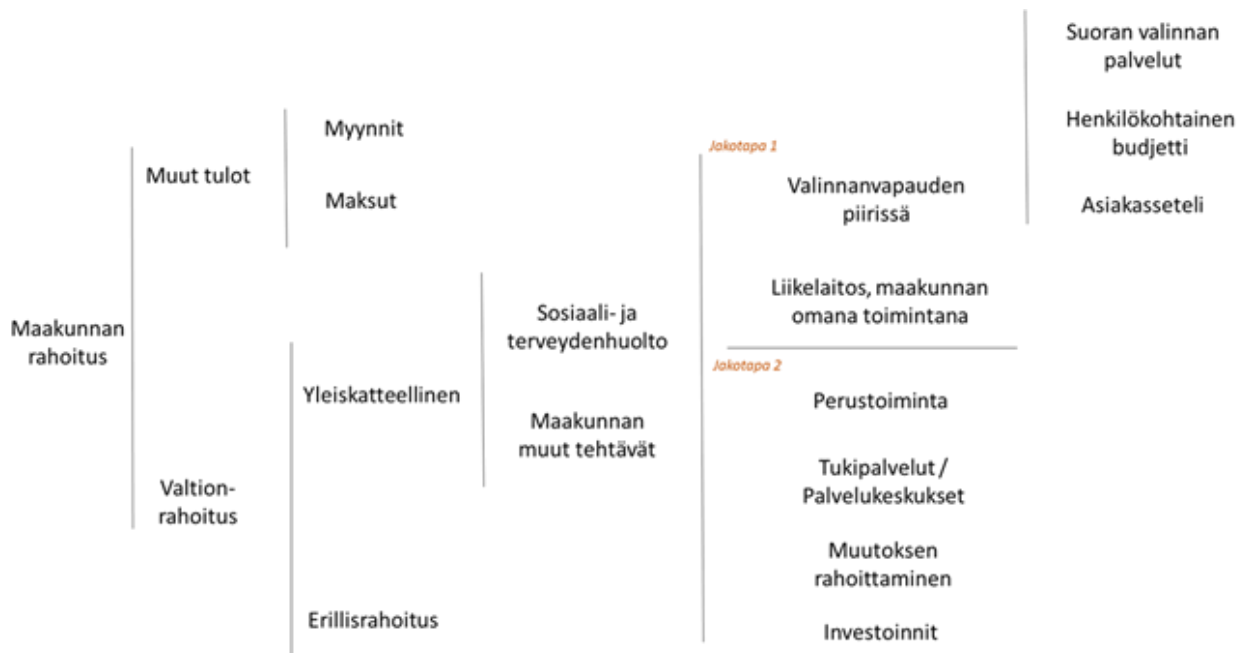 Maakunnan
rahoitus
Muut tulot
Valtion-
rahoitus
Myynnit
Maksut
Yleiskatteellinen
Erillisrahoitus
Sosiaali- ja
terveydenhuolto
Maakunnan
muut tehtävät
Jakotapa 1
Valinnanvapauden
piirissä
Liikelaitos, maakunnan
omana toimintana
Jakotapa 2
Perustoiminta
Tukipalvelut /
Palvelukeskukset
Muutoksen
rahoittaminen
Investoinnit
Suoran valinnan
palvelut
Henkilökohtainen
budjetti
Asiakasseteli